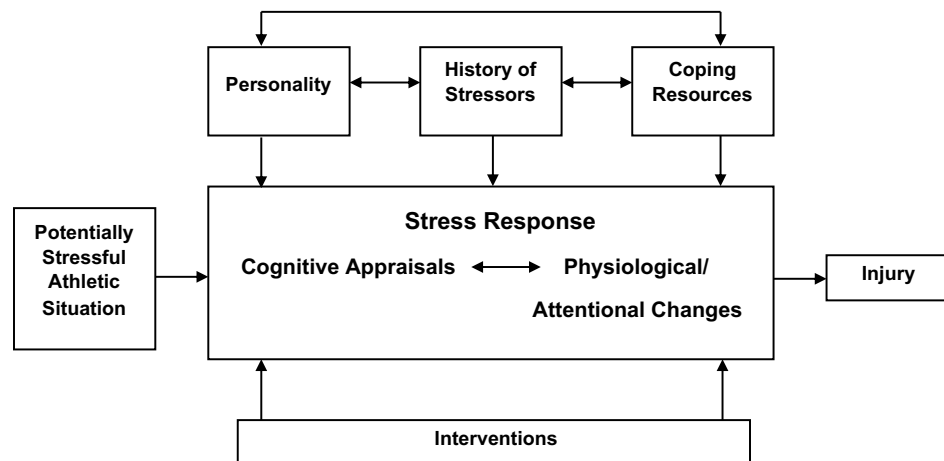 Personality
History of
Stressors
Coping
Resources
Potentially
Stressful
Athletic
Situation
Stress Response
Cognitive Appraisals
Physiological/
Attentional Changes
Injury
Interventions